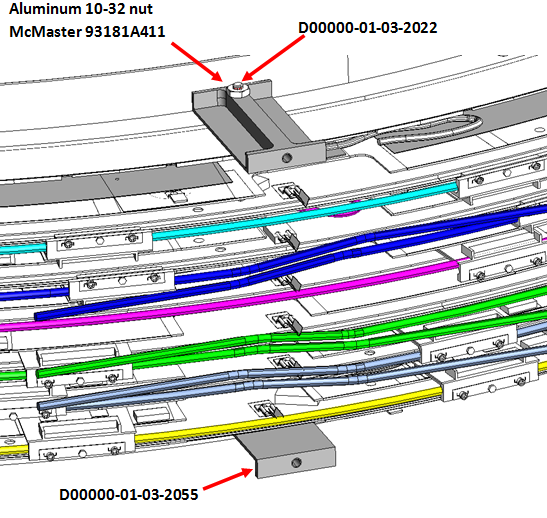 Aluminum 10-32 nut
McMaster 93181A411
D00000-01-03-2022
D00000-01-03-2055